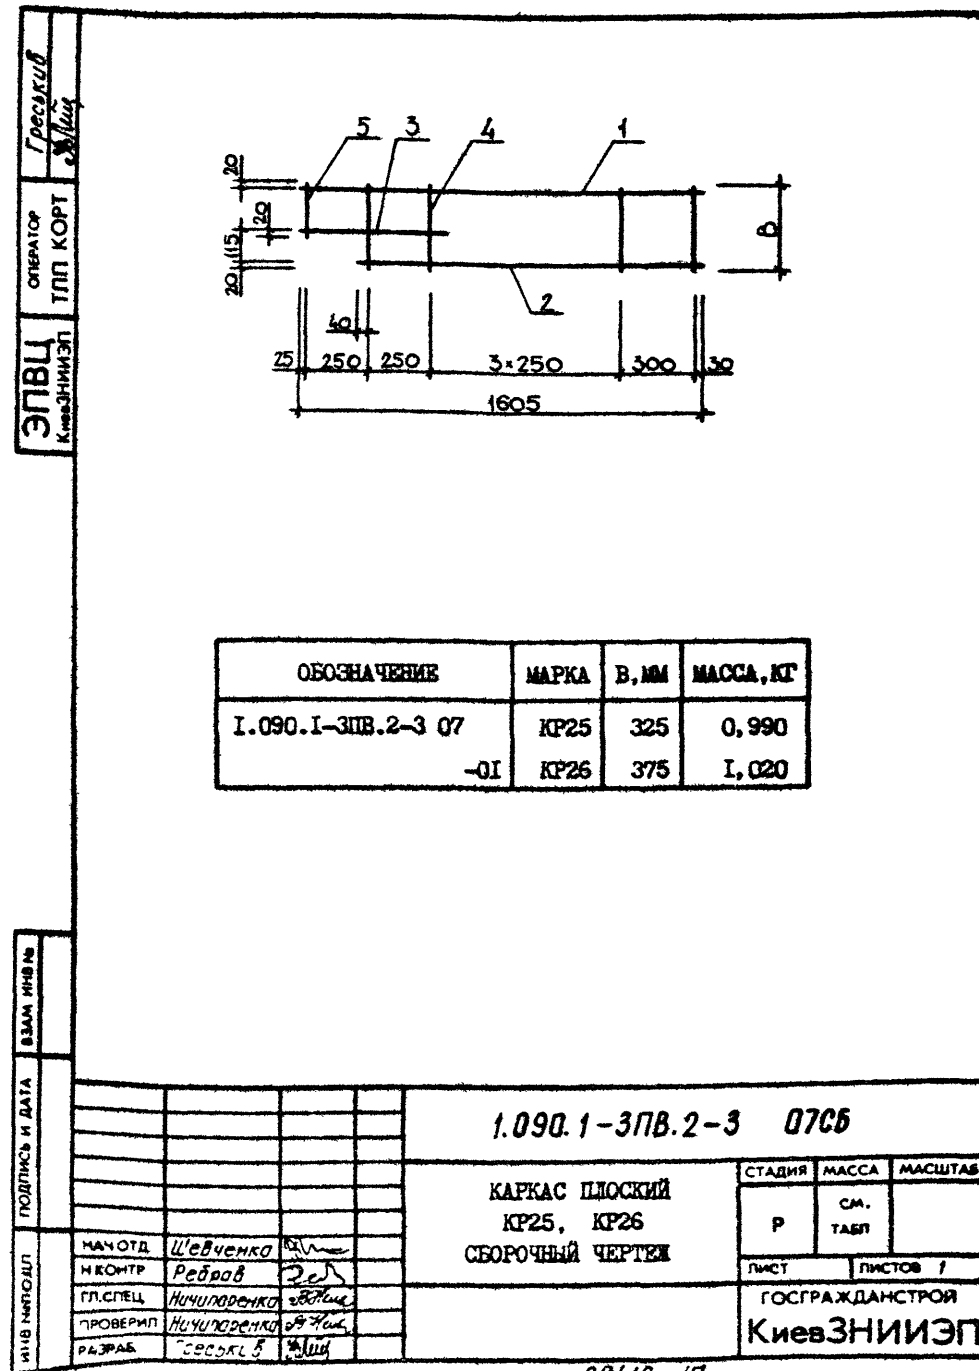 Греськив
ОПЕРАТОР
ТПП КОРТ
ЭПВЦ
КиевЗНИИЭП
5 3 4 1
20
20
115
20
В
2
40
25 250 250 3×250 300 30
1605
ОБОЗНАЧЕНИЕ МАРКА В,ММ МАССА,КГ
I.090.I-3ПВ.2-3 07 КР25 325 0,990
-0I КР26 375 I,020
ВЗАМ ИНВ №
ПОДПИСЬ И ДАТА
ИНВ №ПОДЛ
1.090.1-3ПВ.2-3 07СБ
КАРКАС ПЛОСКИЙ
КР25, КР26
СБОРОЧНЫЙ ЧЕРТЕЖ
СТАДИЯ МАССА МАСШТАБ
Р СМ. ТАБЛ
ЛИСТ ЛИСТОВ 1
НАЧ ОТД Шевченко
Н КОНТР Ребров
ГЛ.СПЕЦ Ничипоренко
ПРОВЕРИЛ Ничипоренко
РАЗРАБ. Греськив
ГОСГРАЖДАНСТРОЙ
КиевЗНИИЭП